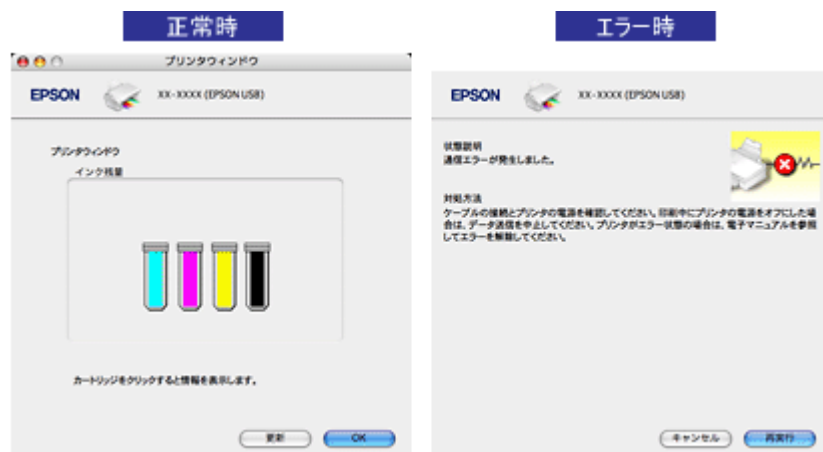 正常時
プリンタウィンドウ
EPSON
XX-XXXX (EPSON USB)
プリンタウィンドウ
インク残量
カートリッジをクリックすると情報を表示します。
更新
OK
エラー時
EPSON
XX-XXXX (EPSON USB)
状態説明
通信エラーが発生しました。
対処方法
ケーブルの接続とプリンタの電源を確認してください。印刷中にプリンタの電源をオフにした場
合は、データ送信を中止してください。プリンタがエラー状態の場合は、電子マニュアルを参照
してエラーを解除してください。
キャンセル
再実行